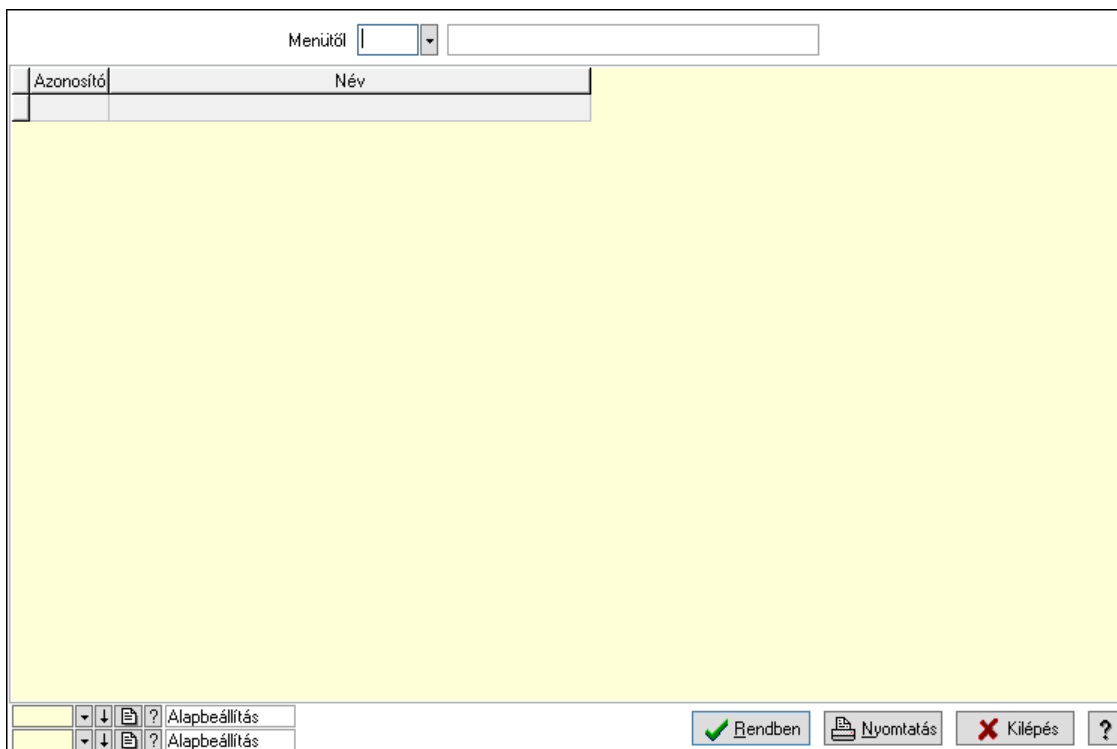 Menütől
Azonosító Név
? Alapbeállítás
? Alapbeállítás
Rendben Nyomtatás Kilépés ?